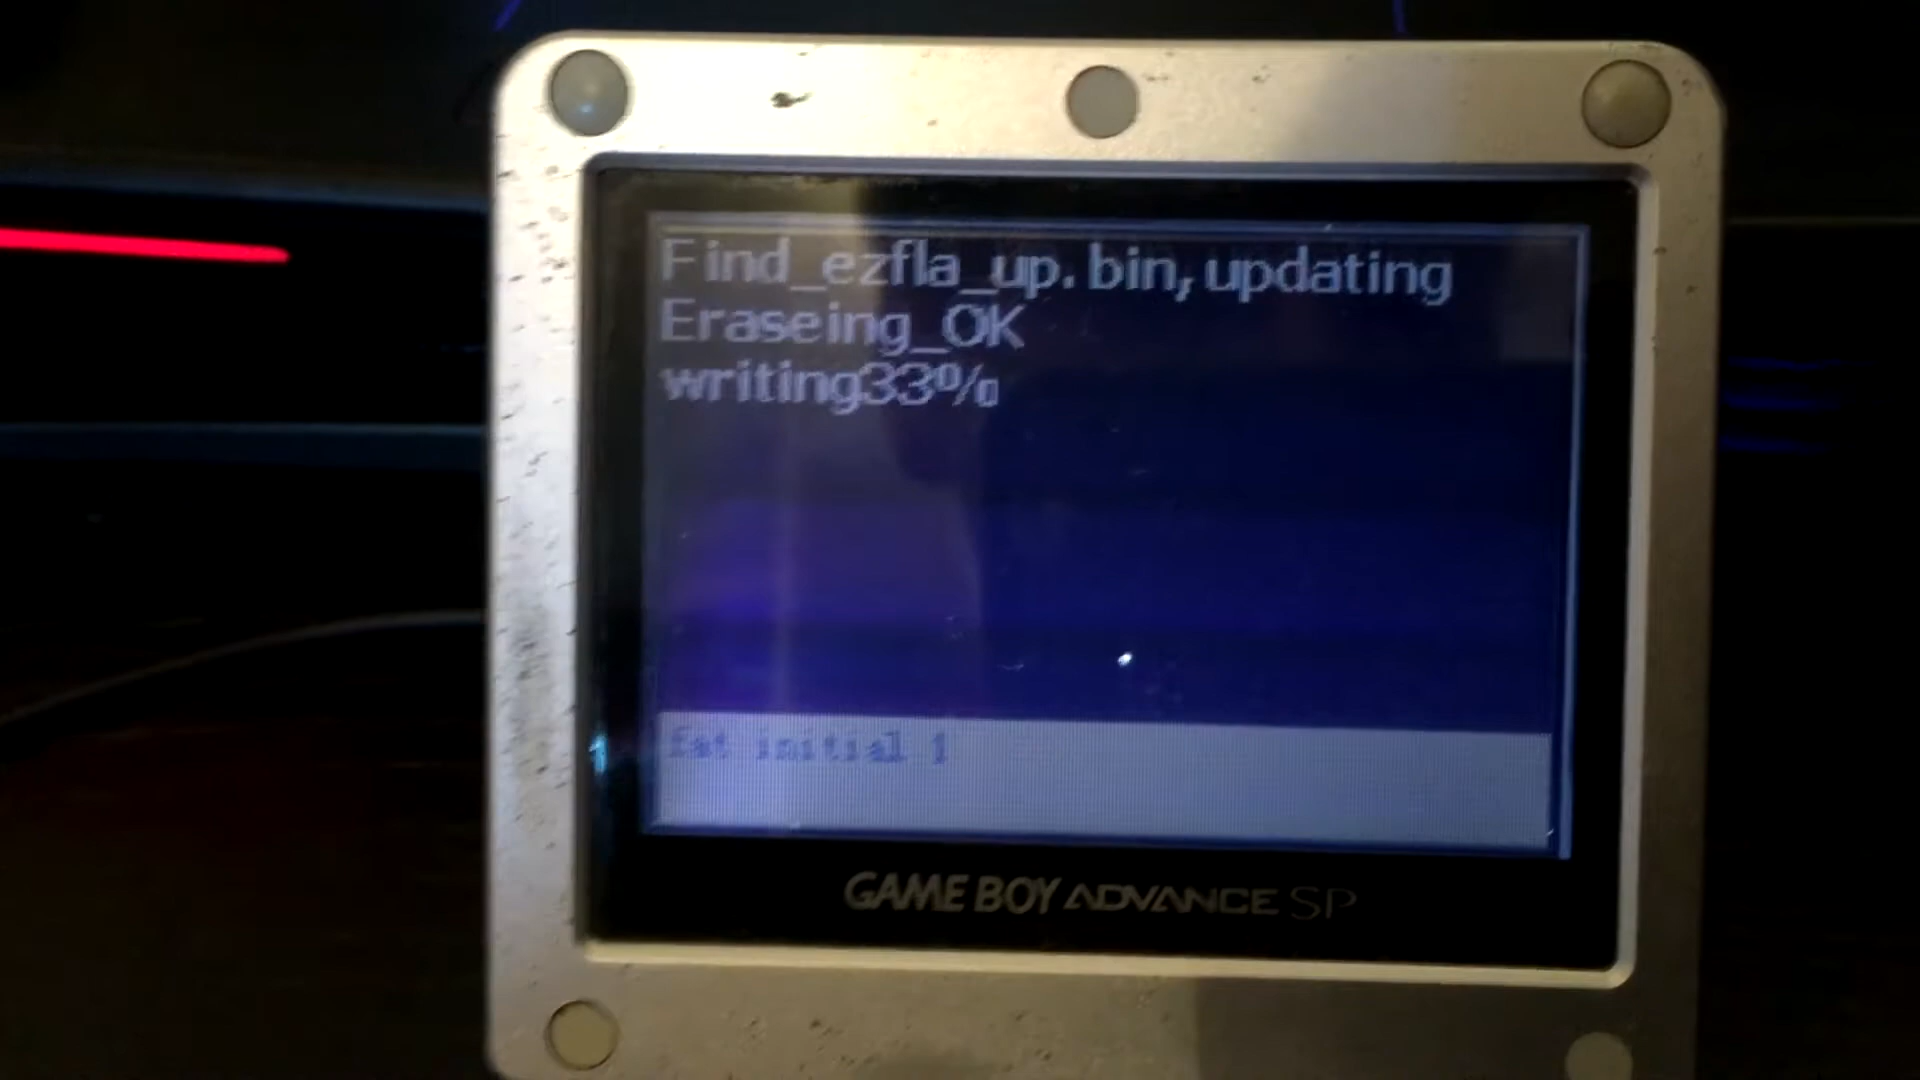 Find_ezfla_up.bin,updating
Eraseing_OK
writing33%
fat initial 1
GAME BOY ADVANCE SP